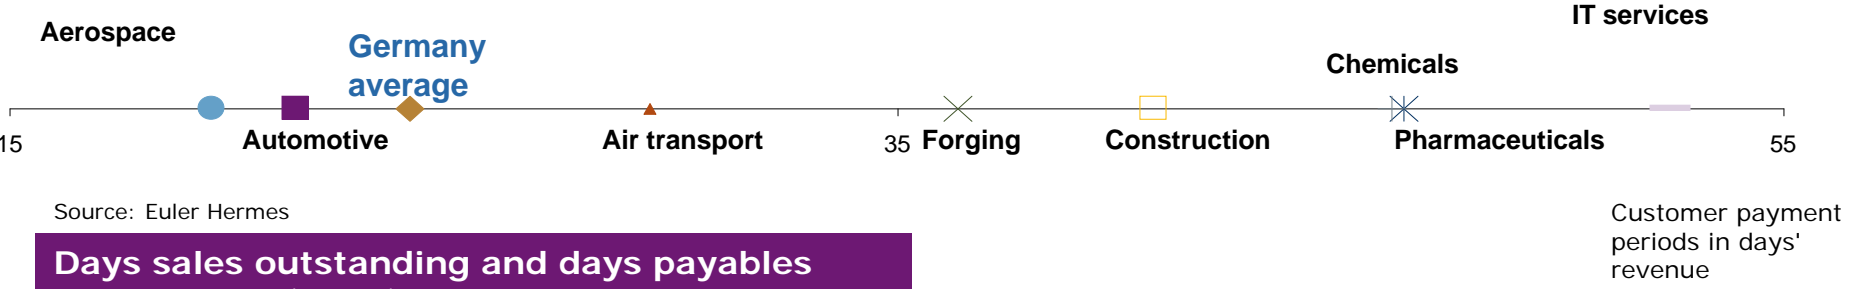 IT services
Aerospace
Germany
average
Chemicals
Automotive
Air transport
Forging
Construction
Pharmaceuticals
15
35
55
Source: Euler Hermes
Customer payment
periods in days'
revenue
Days sales outstanding and days payables